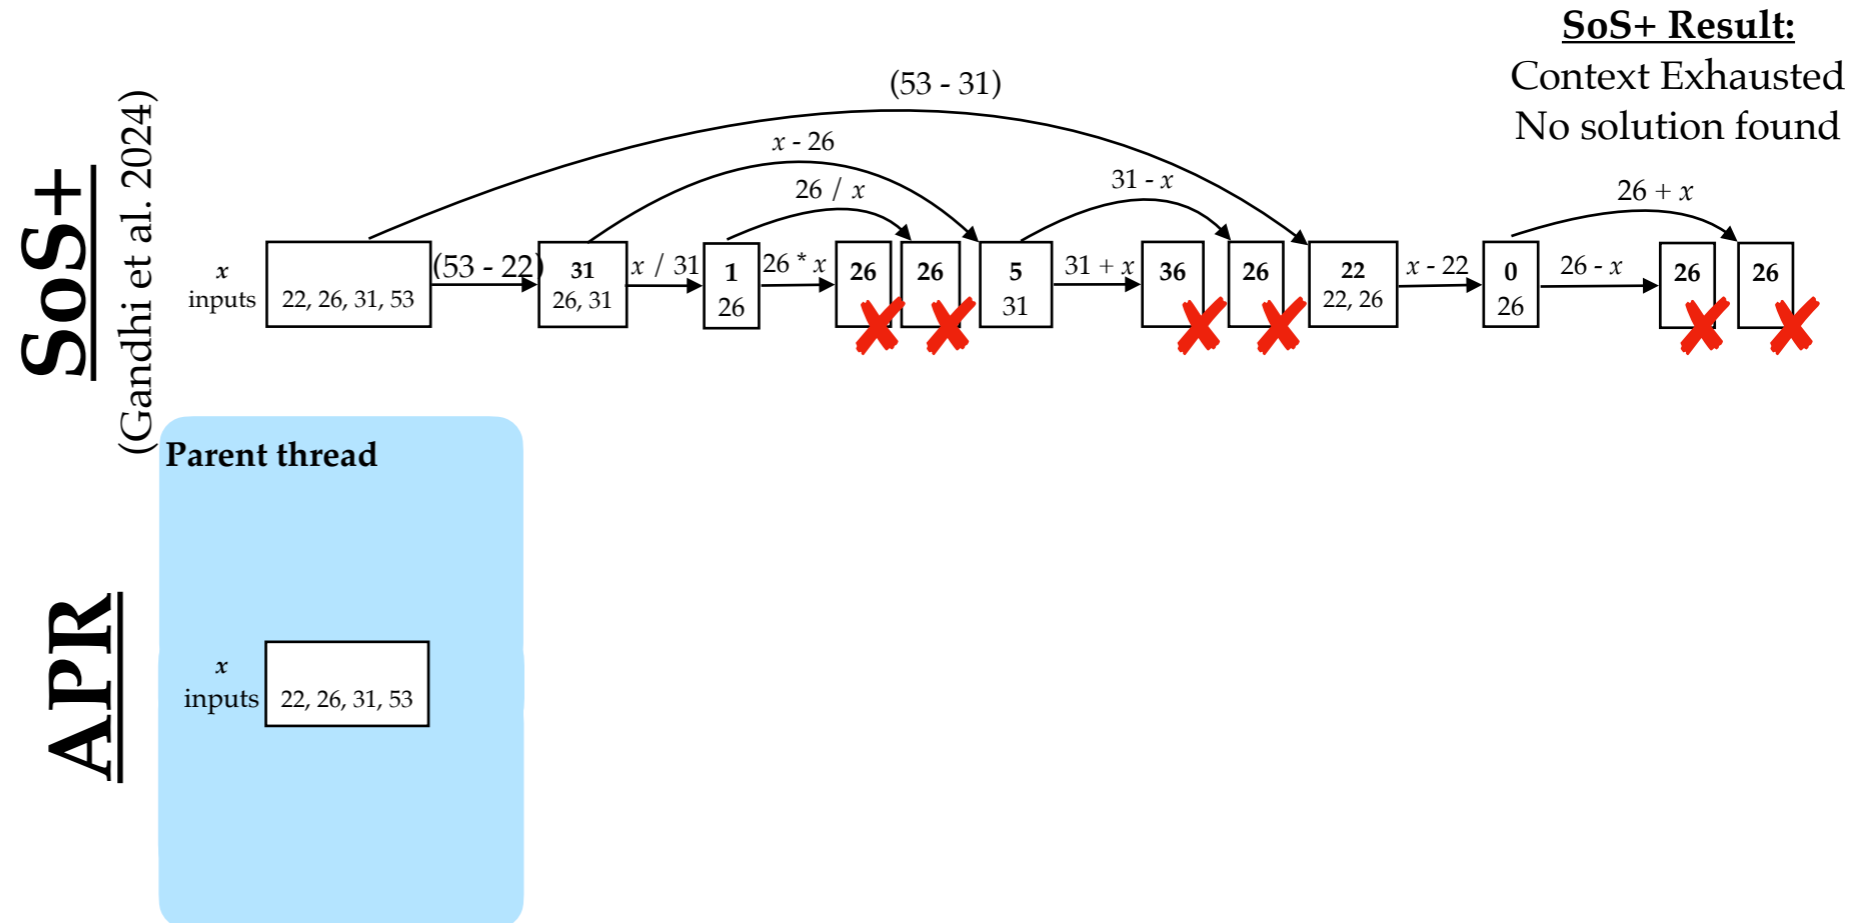 SoS+ Result:
Context Exhausted
No solution found
SoS+
(Gandhi et al. 2024)
(53 - 31)
x - 26
26 / x
31 - x
26 + x
x
inputs
22, 26, 31, 53
(53 - 22)
31
26, 31
x / 31
1
26
26 * x
26
26
5
31
31 + x
36
26
22
22, 26
x - 22
0
26
26 - x
26
26
APR
Parent thread
x
inputs
22, 26, 31, 53